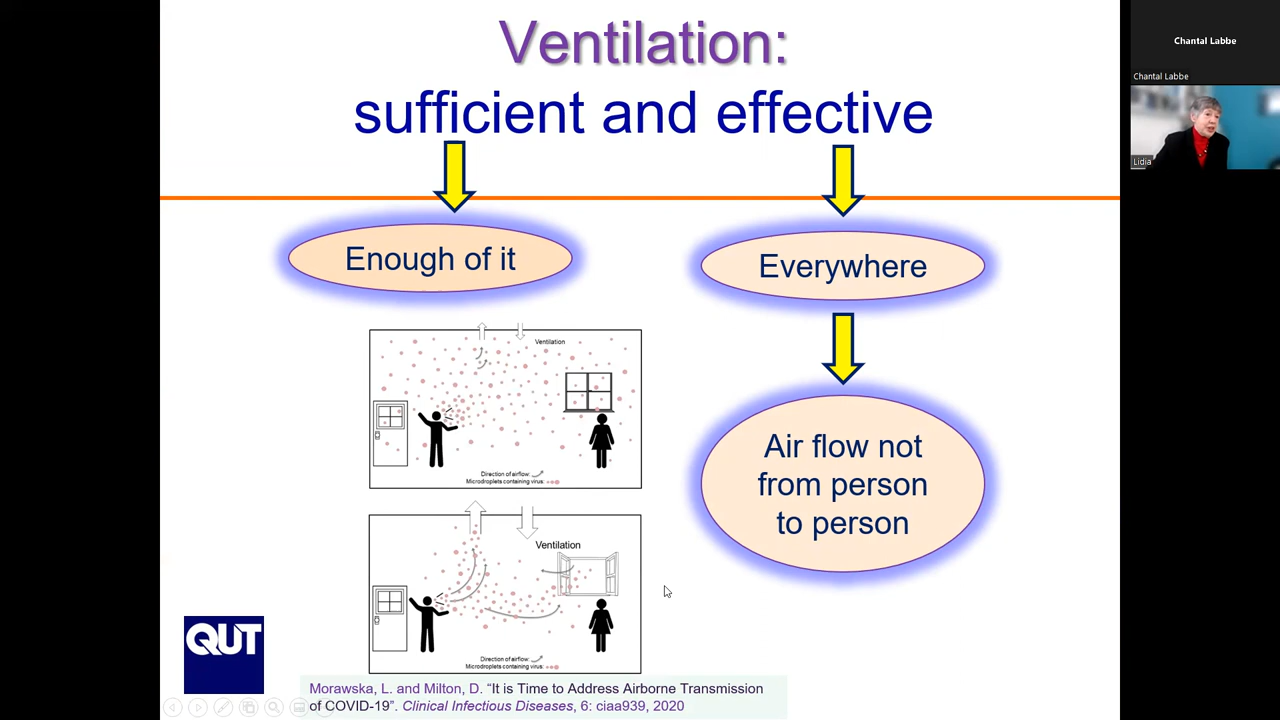 Ventilation:
sufficient and effective
Enough of it
Everywhere
Air flow not
from person
to person
Ventilation
Direction of airflow:
Microdroplets containing virus:
Ventilation
Direction of airflow:
Microdroplets containing virus:
QUT
Morawska, L. and Milton, D. “It is Time to Address Airborne Transmission
of COVID-19”. Clinical Infectious Diseases, 6: ciaa939, 2020
Chantal Labbe
Chantal Labbe
Lidia